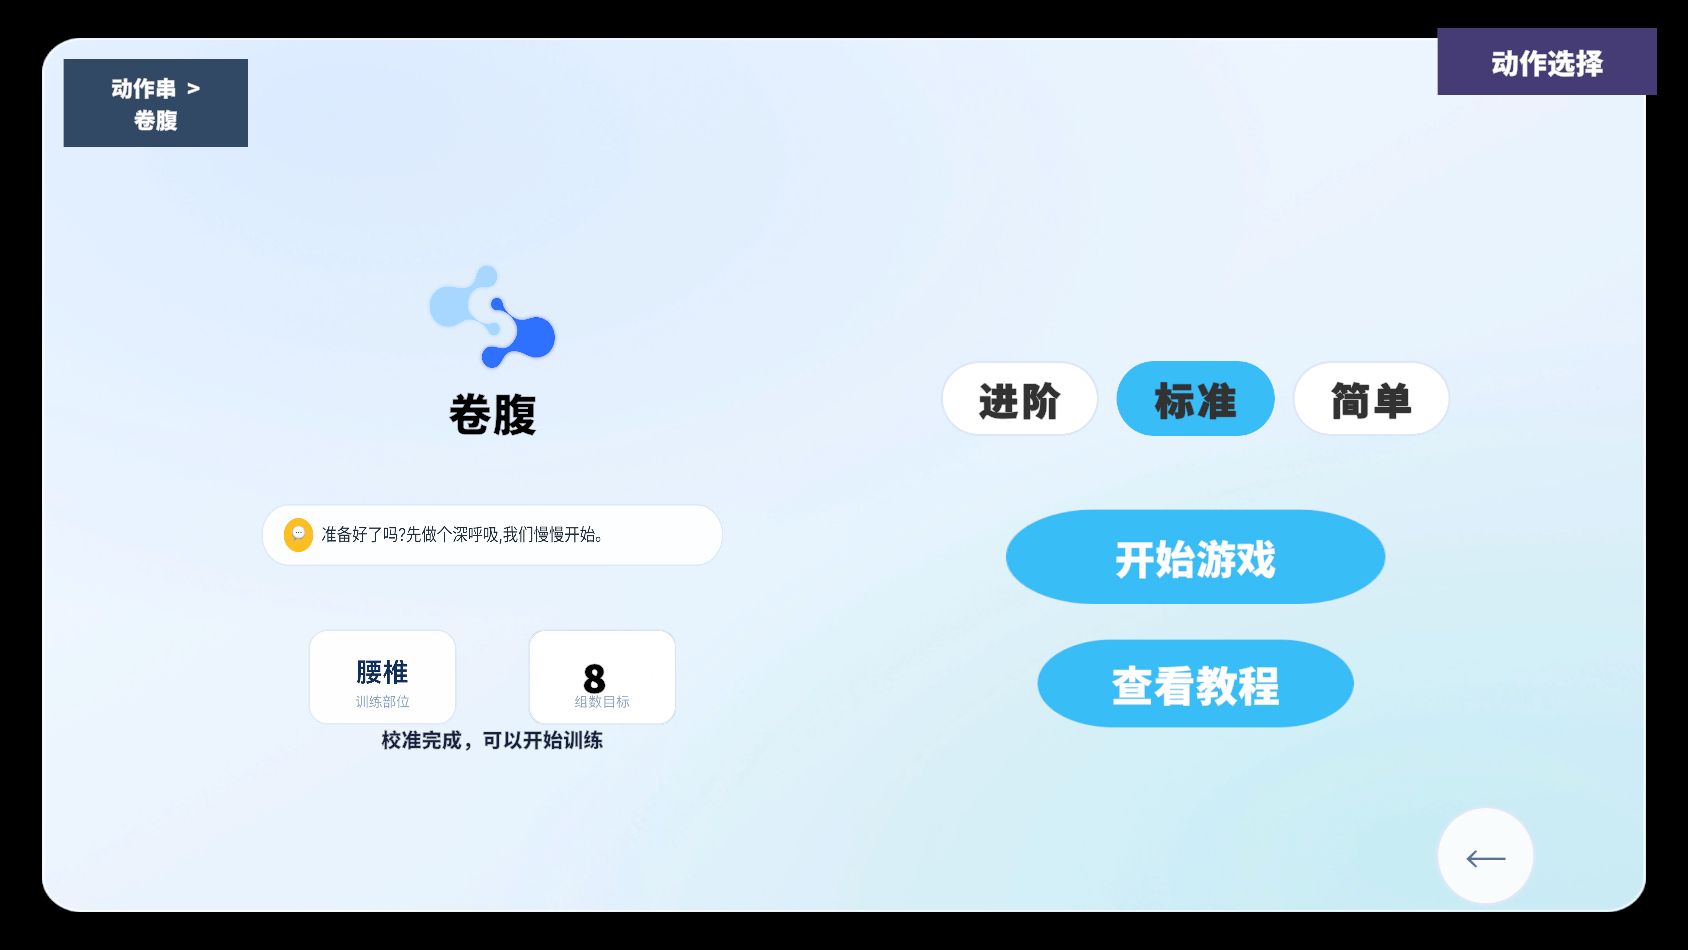 动作串 >
卷腹
动作选择
卷腹
准备好了吗?先做个深呼吸,我们慢慢开始。
腰椎
训练部位
8
组数目标
校准完成，可以开始训练
进阶
标准
简单
开始游戏
查看教程
←